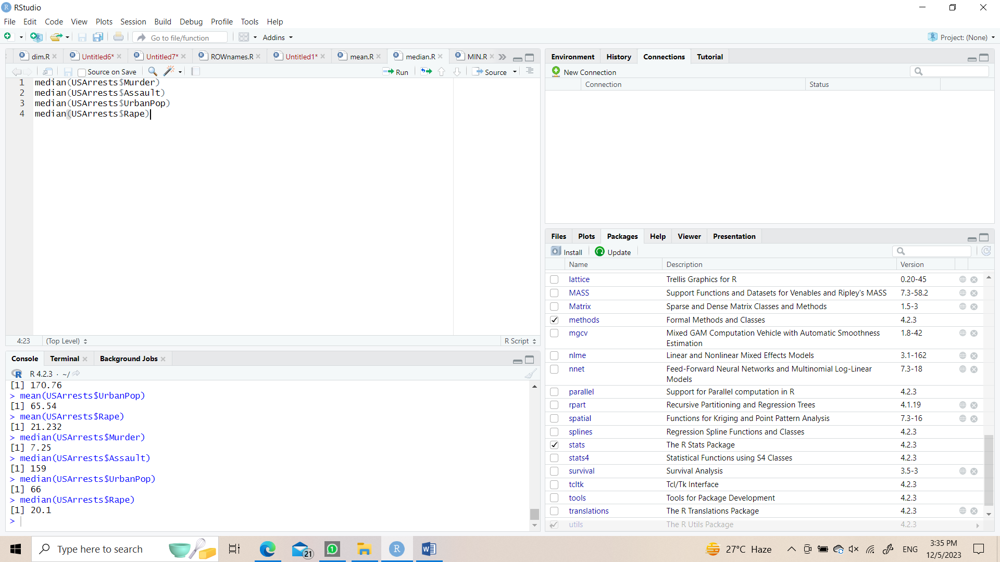 RStudio
File Edit Code View Plots Session Build Debug Profile Tools Help
Go to file/function Addins Project: (None)
dim.R Untitled6* Untitled7* ROWnames.R Untitled1* mean.R median.R MIN.R
Source on Save Run Source
1 median(USArrests$Murder)
2 median(USArrests$Assault)
3 median(USArrests$UrbanPop)
4 median(USArrests$Rape)
4:23 (Top Level) R Script
Console Terminal Background Jobs
R 4.2.3 · ~/
[1] 170.76
> mean(USArrests$UrbanPop)
[1] 65.54
> mean(USArrests$Rape)
[1] 21.232
> median(USArrests$Murder)
[1] 7.25
> median(USArrests$Assault)
[1] 159
> median(USArrests$UrbanPop)
[1] 66
> median(USArrests$Rape)
[1] 20.1
>
Environment History Connections Tutorial
New Connection
Connection Status
Files Plots Packages Help Viewer Presentation
Install Update
Name Description Version
lattice Trellis Graphics for R 0.20-45
MASS Support Functions and Datasets for Venables and Ripley's MASS 7.3-58.2
Matrix Sparse and Dense Matrix Classes and Methods 1.5-3
methods Formal Methods and Classes 4.2.3
mgcv Mixed GAM Computation Vehicle with Automatic Smoothness 1.8-42
Estimation
nlme Linear and Nonlinear Mixed Effects Models 3.1-162
nnet Feed-Forward Neural Networks and Multinomial Log-Linear 7.3-18
Models
parallel Support for Parallel computation in R 4.2.3
rpart Recursive Partitioning and Regression Trees 4.1.19
spatial Functions for Kriging and Point Pattern Analysis 7.3-16
splines Regression Spline Functions and Classes 4.2.3
stats The R Stats Package 4.2.3
stats4 Statistical Functions using S4 Classes 4.2.3
survival Survival Analysis 3.5-3
tcltk Tcl/Tk Interface 4.2.3
tools Tools for Package Development 4.2.3
translations The R Translations Package 4.2.3
utils The R Utils Package 4.2.3
Type here to search 21 1 27°C Haze ENG 3:35 PM
12/5/2023